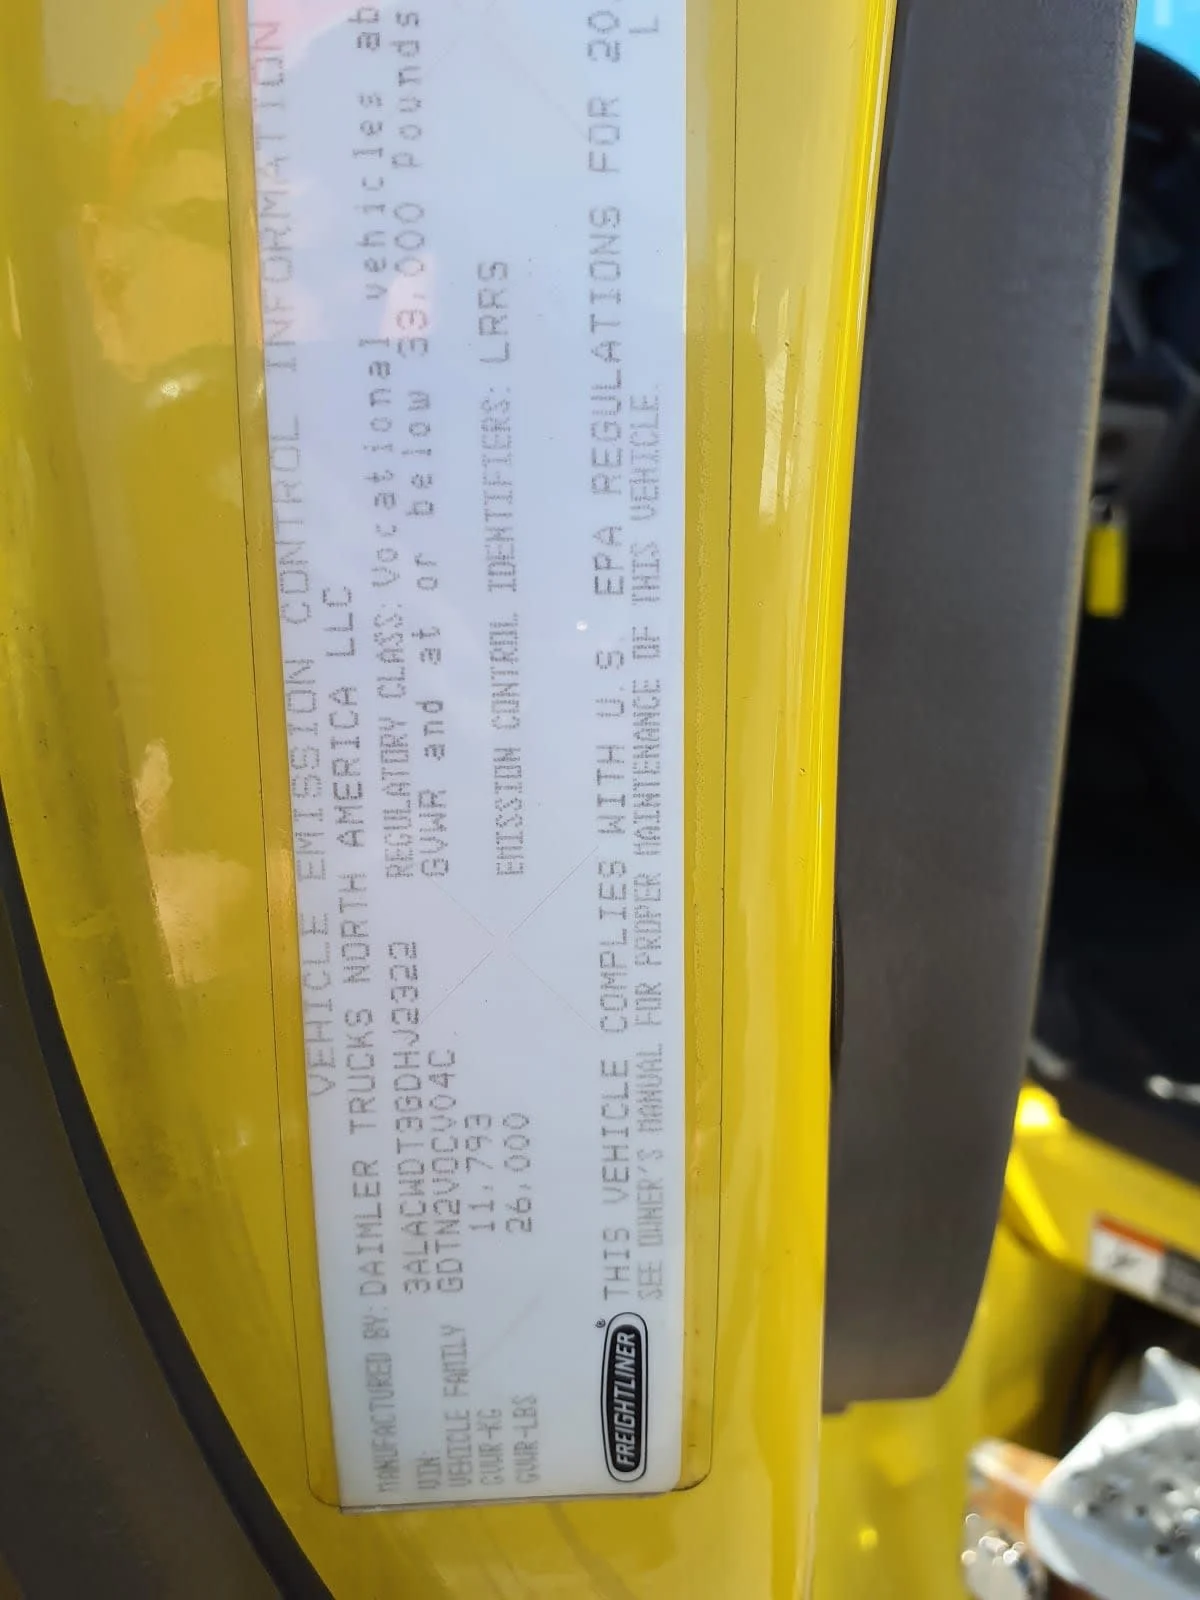 VEHICLE EMISSION CONTROL INFORMATION
MANUFACTURED BY: DAIMLER TRUCKS NORTH AMERICA LLC
VIN: 3ALACWDT3GDHJ2322
VEHICLE FAMILY GDTN2VOCV04C
GVWR-KG 11,793
GVWR-LBS 26,000
REGULATORY CLASS: Vocational vehicles ab
GVWR and at or below 33,000 pounds
EMISSION CONTROL IDENTIFIERS: LRRS
THIS VEHICLE COMPLIES WITH U.S EPA REGULATIONS FOR 20
SEE OWNER'S MANUAL FOR PROPER MAINTENANCE OF THIS VEHICLE. L
FREIGHTLINER®